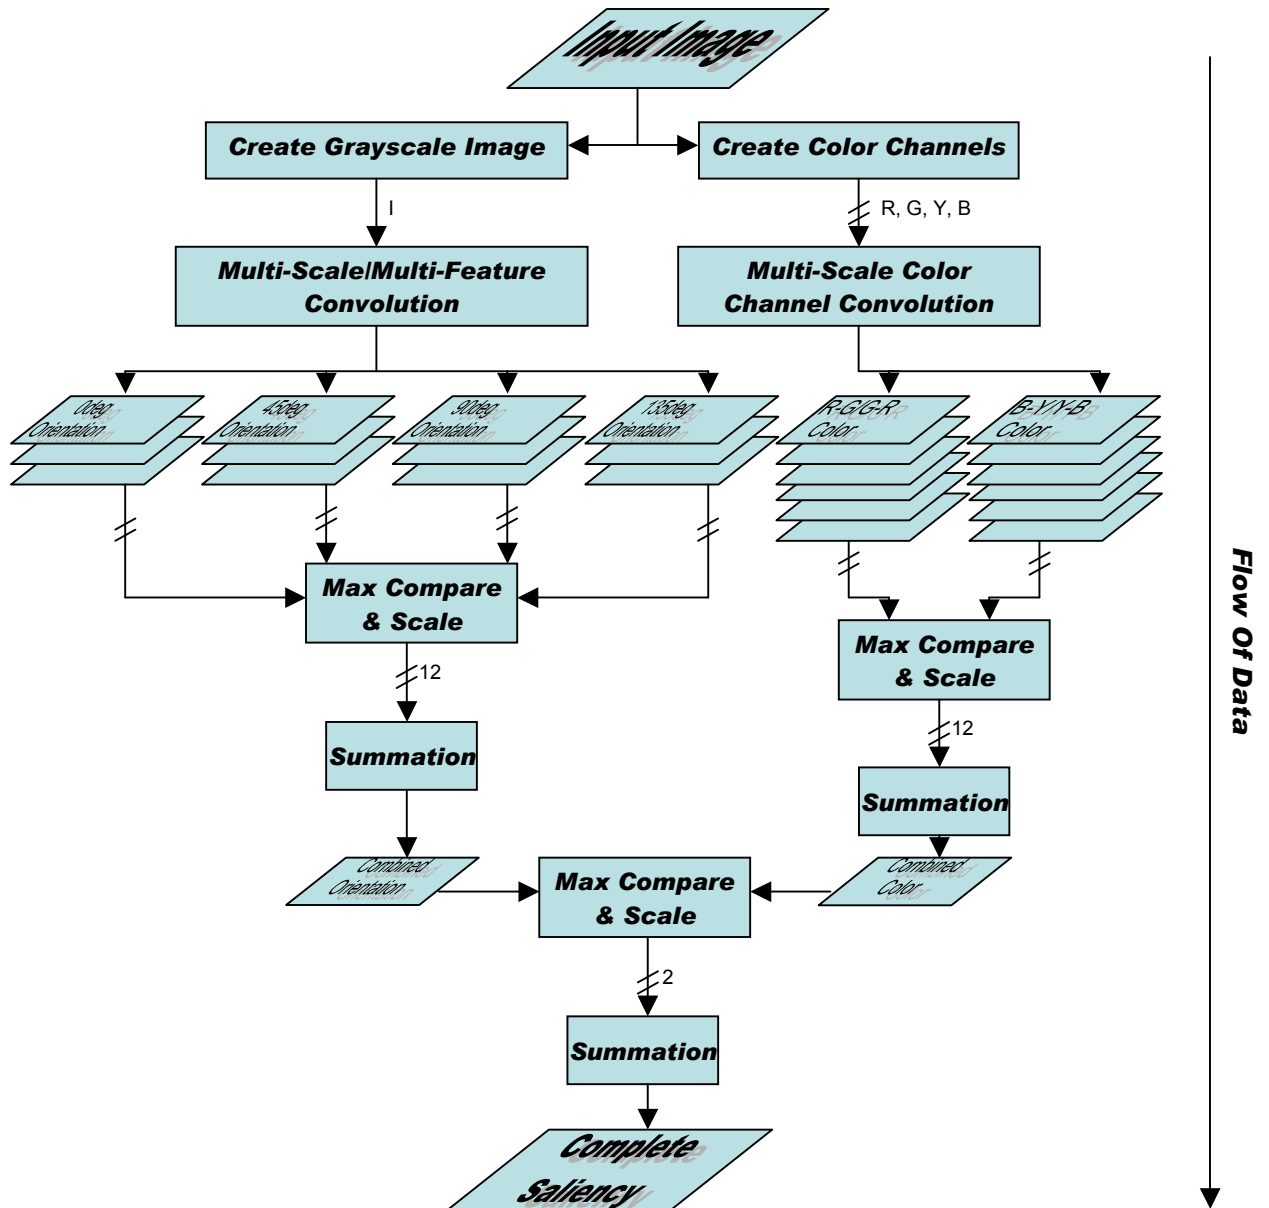 Input Image
Create Grayscale Image
Create Color Channels
I
R, G, Y, B
Multi-Scale/Multi-Feature
Convolution
Multi-Scale Color
Channel Convolution
0deg
Orientation
45deg
Orientation
90deg
Orientation
135deg
Orientation
R-G/G-R
Color
B-Y/Y-B
Color
Max Compare
& Scale
Max Compare
& Scale
12
12
Summation
Summation
Combined
Orientation
Max Compare
& Scale
Combined
Color
2
Summation
Complete
Saliency
Flow Of Data